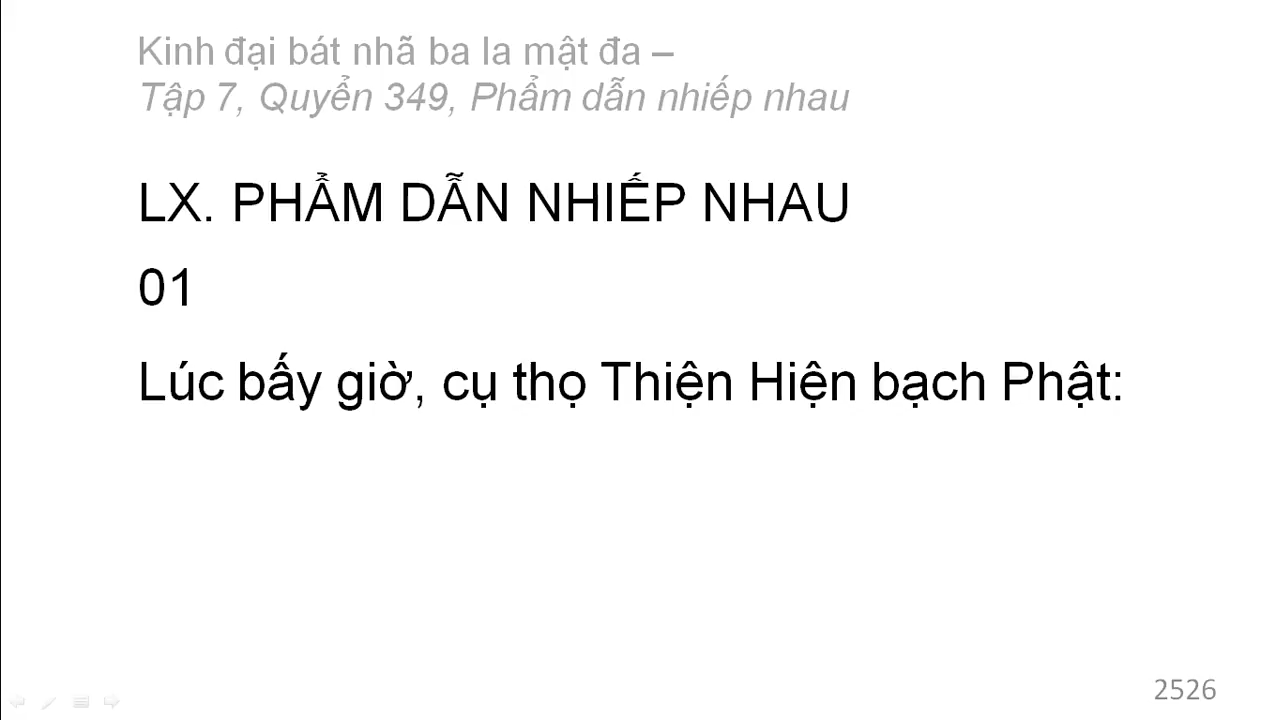 Kinh đại bát nhã ba la mật đa –
Tập 7, Quyển 349, Phẩm dẫn nhiếp nhau
LX. PHẨM DẪN NHIẾP NHAU
01
Lúc bấy giờ, cụ thọ Thiện Hiện bạch Phật:
2526